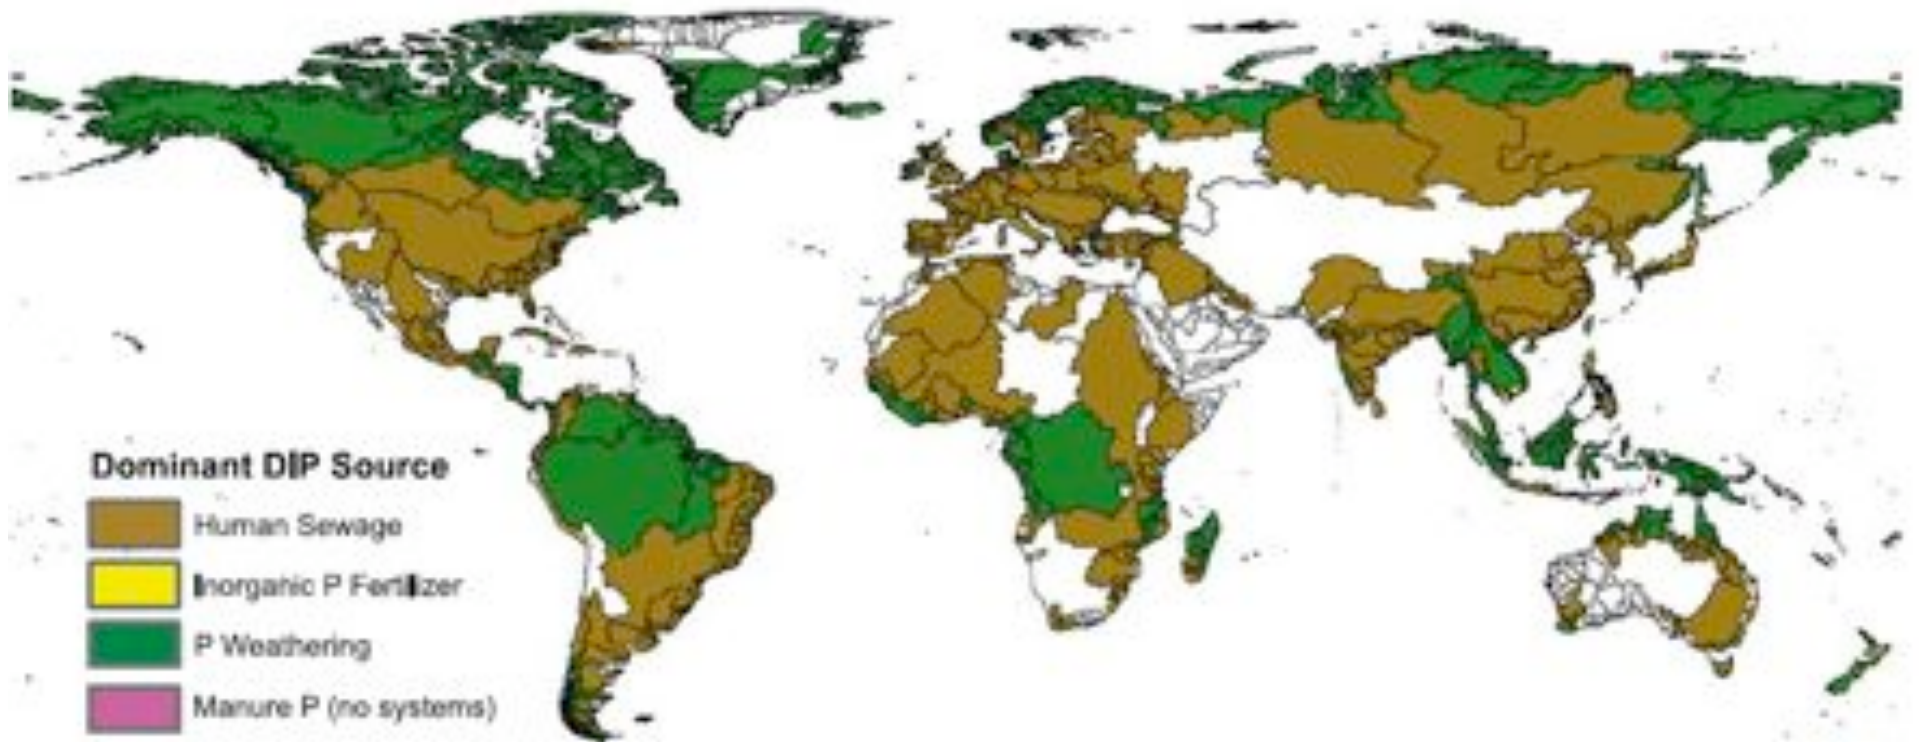 Dominant DIP Source
Human Sewage
Inorganic P Fertilizer
P Weathering
Manure P (no systems)